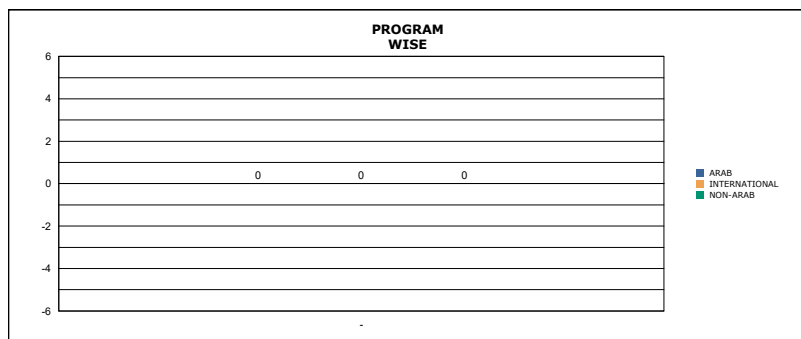 PROGRAM
WISE
6
4
2
0
-2
-4
-6
0 0 0
-
ARAB
INTERNATIONAL
NON-ARAB